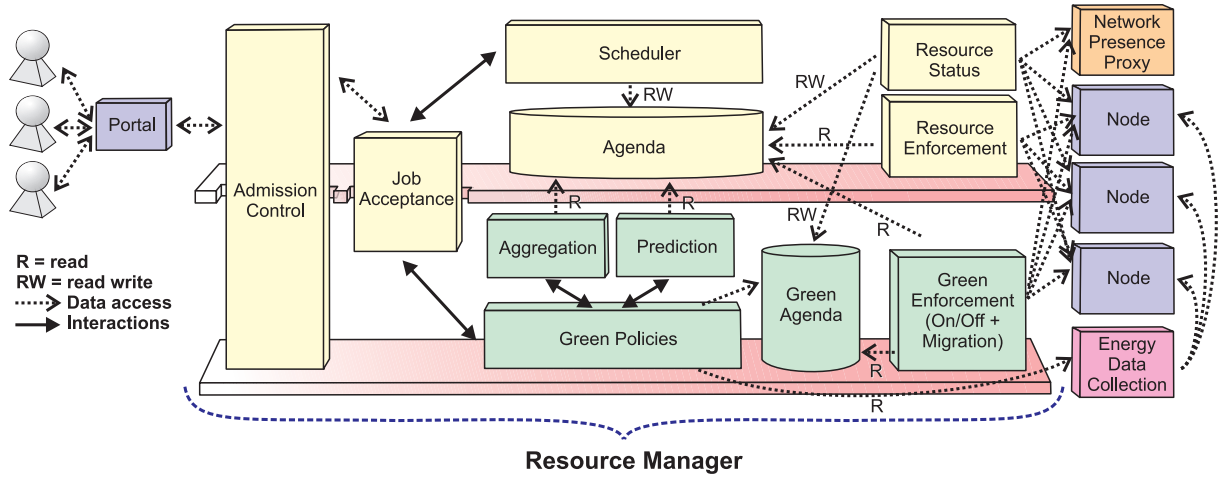 Portal
Admission
Control
Job
Acceptance
Scheduler
RW
Agenda
Resource
Status
RW
Resource
Enforcement
R
Network
Presence
Proxy
Node
Node
Node
R
R
RW
R
Aggregation
Prediction
Green Policies
Green
Agenda
Green
Enforcement
(On/Off +
Migration)
R
R
Energy
Data
Collection
R = read
RW = read write
Data access
Interactions
Resource Manager